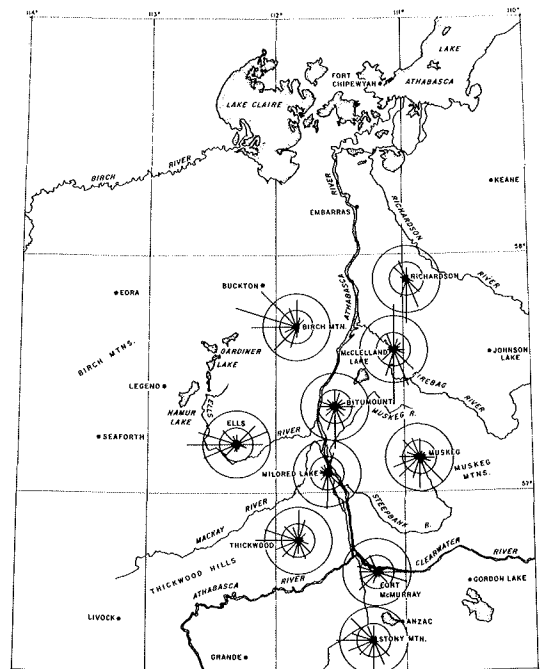 114°
113°
112°
111°
110°
LAKE
ATHABASCA
FORT
CHIPEWYAN
LAKE CLAIRE
BIRCH RIVER
RIVER
KEANE
EMBARRAS
RICHARDSON
RIVER
58°
RICHARDSON
BUCKTON
EORA
ATHABASCA
BIRCH MTN.
BIRCH MTNS.
McCLELLAND
LAKE
JOHNSON
LAKE
GARDINER
LAKE
FIREBAG
RIVER
LEGEND
ELLS
BITUMOUNT
NAMUR
LAKE
MUSKEG R.
ELLS
RIVER
SEAFORTH
MUSKEG
MUSKEG
MTNS.
MILDRED LAKE
57°
STEEPBANK
R.
MACKAY
RIVER
THICKWOOD
CLEARWATER
RIVER
THICKWOOD HILLS
ATHABASCA
RIVER
FORT
McMURRAY
GORDON LAKE
LIVOCK
ANZAC
STONY MTN.
GRANDE